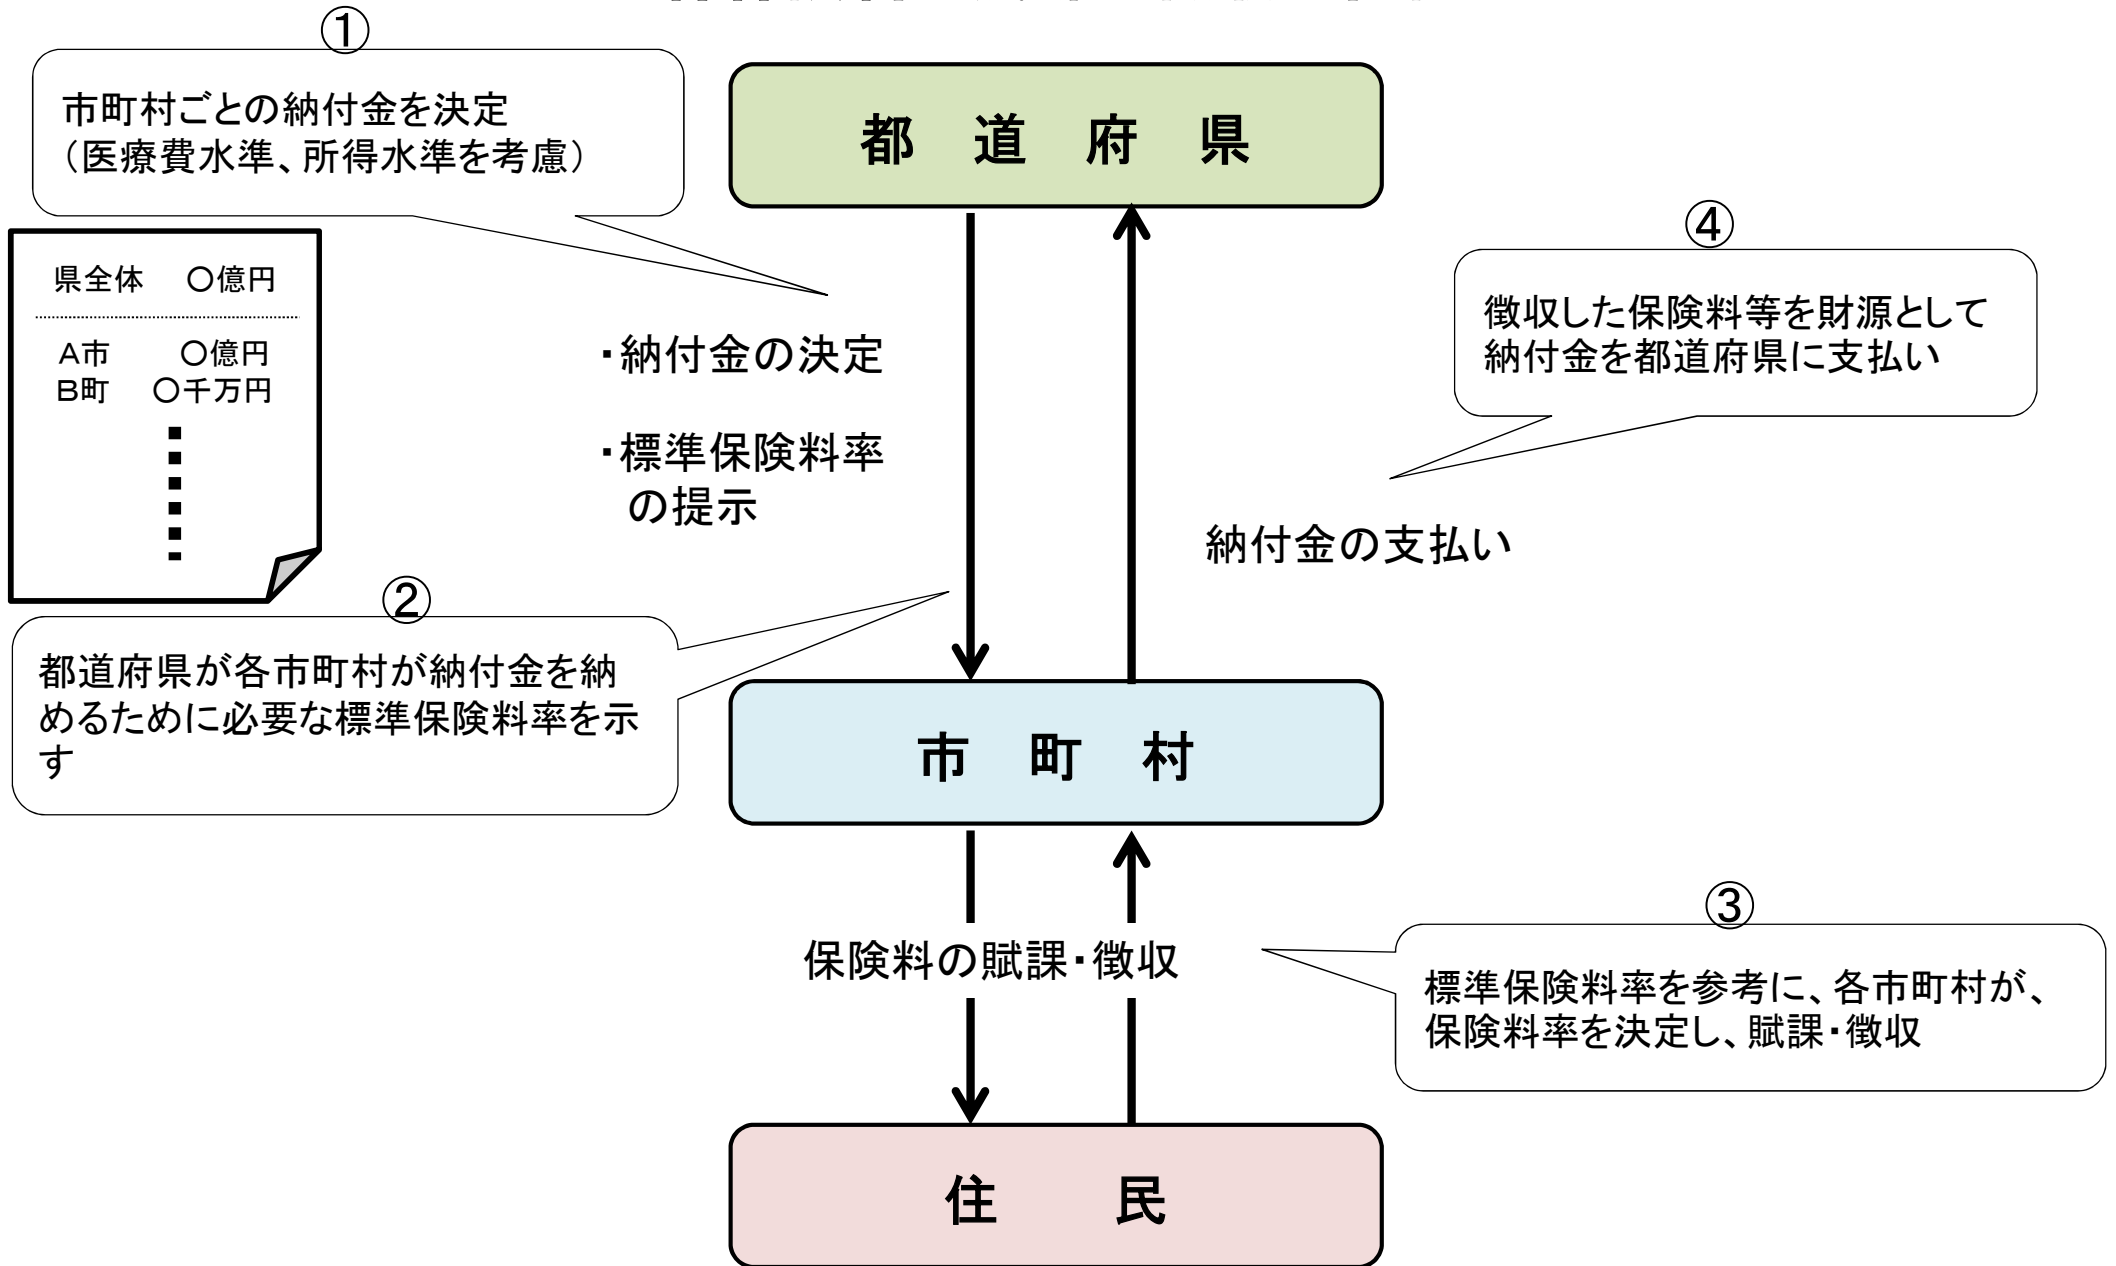 ①
市町村ごとの納付金を決定
（医療費水準、所得水準を考慮）
都　道　府　県
県全体　〇億円
A市　〇億円
B町　〇千万円
・納付金の決定
・標準保険料率
の提示
④
徴収した保険料等を財源として
納付金を都道府県に支払い
納付金の支払い
②
都道府県が各市町村が納付金を納
めるために必要な標準保険料率を示
す
市　町　村
保険料の賦課・徴収
③
標準保険料率を参考に、各市町村が、
保険料率を決定し、賦課・徴収
住　民